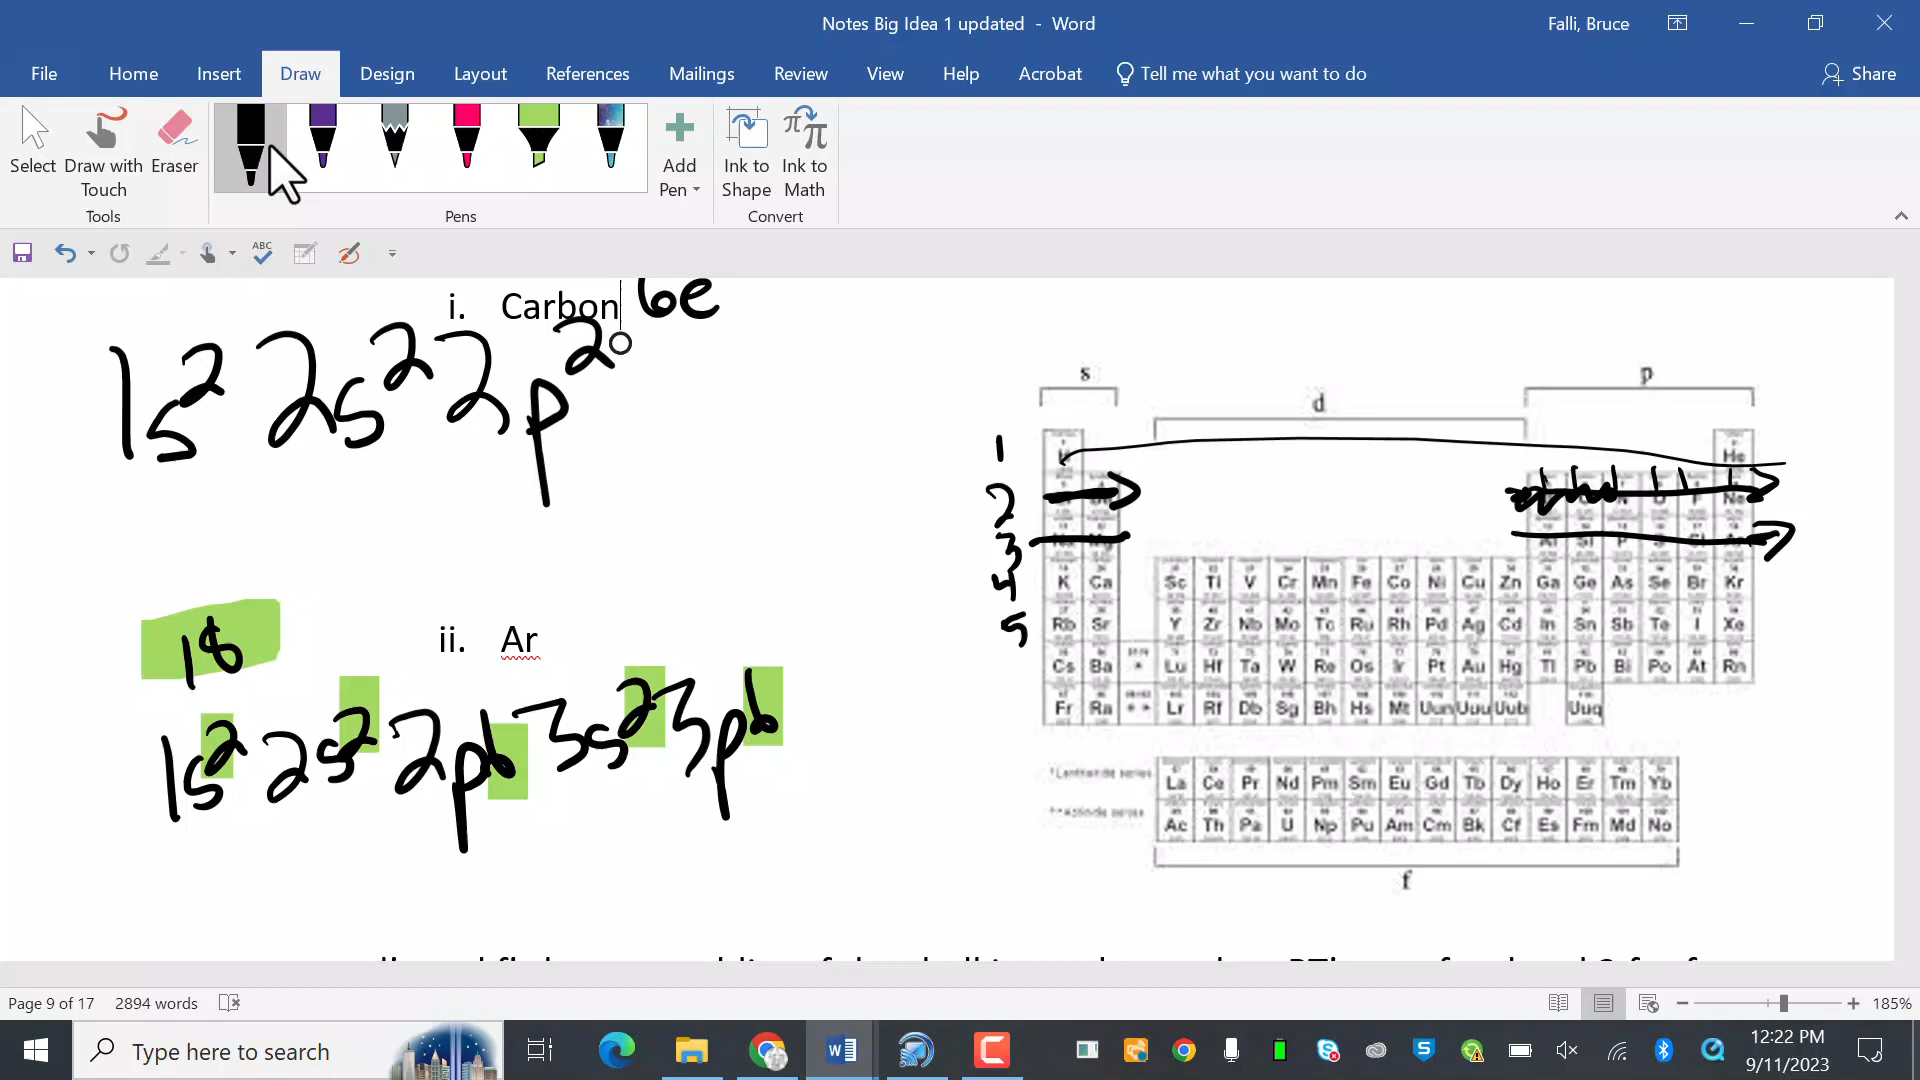 Notes Big Idea 1 updated - Word
Falli, Bruce
File Home Insert Draw Design Layout References Mailings Review View Help Acrobat Tell me what you want to do Share
Select Draw with Touch Eraser Add Pen Ink to Shape Ink to Math
Tools Pens Convert
ABC
i. Carbon 6e
1s² 2s² 2p²
s d p
1 H He
2 Ne
3
4 K Ca Sc Ti V Cr Mn Fe Co Ni Cu Zn Ga Ge As Se Br Kr
5 Rb Sr Y Zr Nb Mo Tc Ru Rh Pd Ag Cd In Sn Sb Te I Xe
Cs Ba * Lu Hf Ta W Re Os Ir Pt Au Hg Tl Pb Bi Po At Rn
Fr Ra ** Lr Rf Db Sg Bh Hs Mt Uun Uuu Uub Uuq
La Ce Pr Nd Pm Sm Eu Gd Tb Dy Ho Er Tm Yb
Ac Th Pa U Np Pu Am Cm Bk Cf Es Fm Md No
f
18
ii. Ar
1s² 2s² 2p⁶ 3s² 3p⁶
Page 9 of 17 2894 words 185%
Type here to search
12:22 PM
9/11/2023